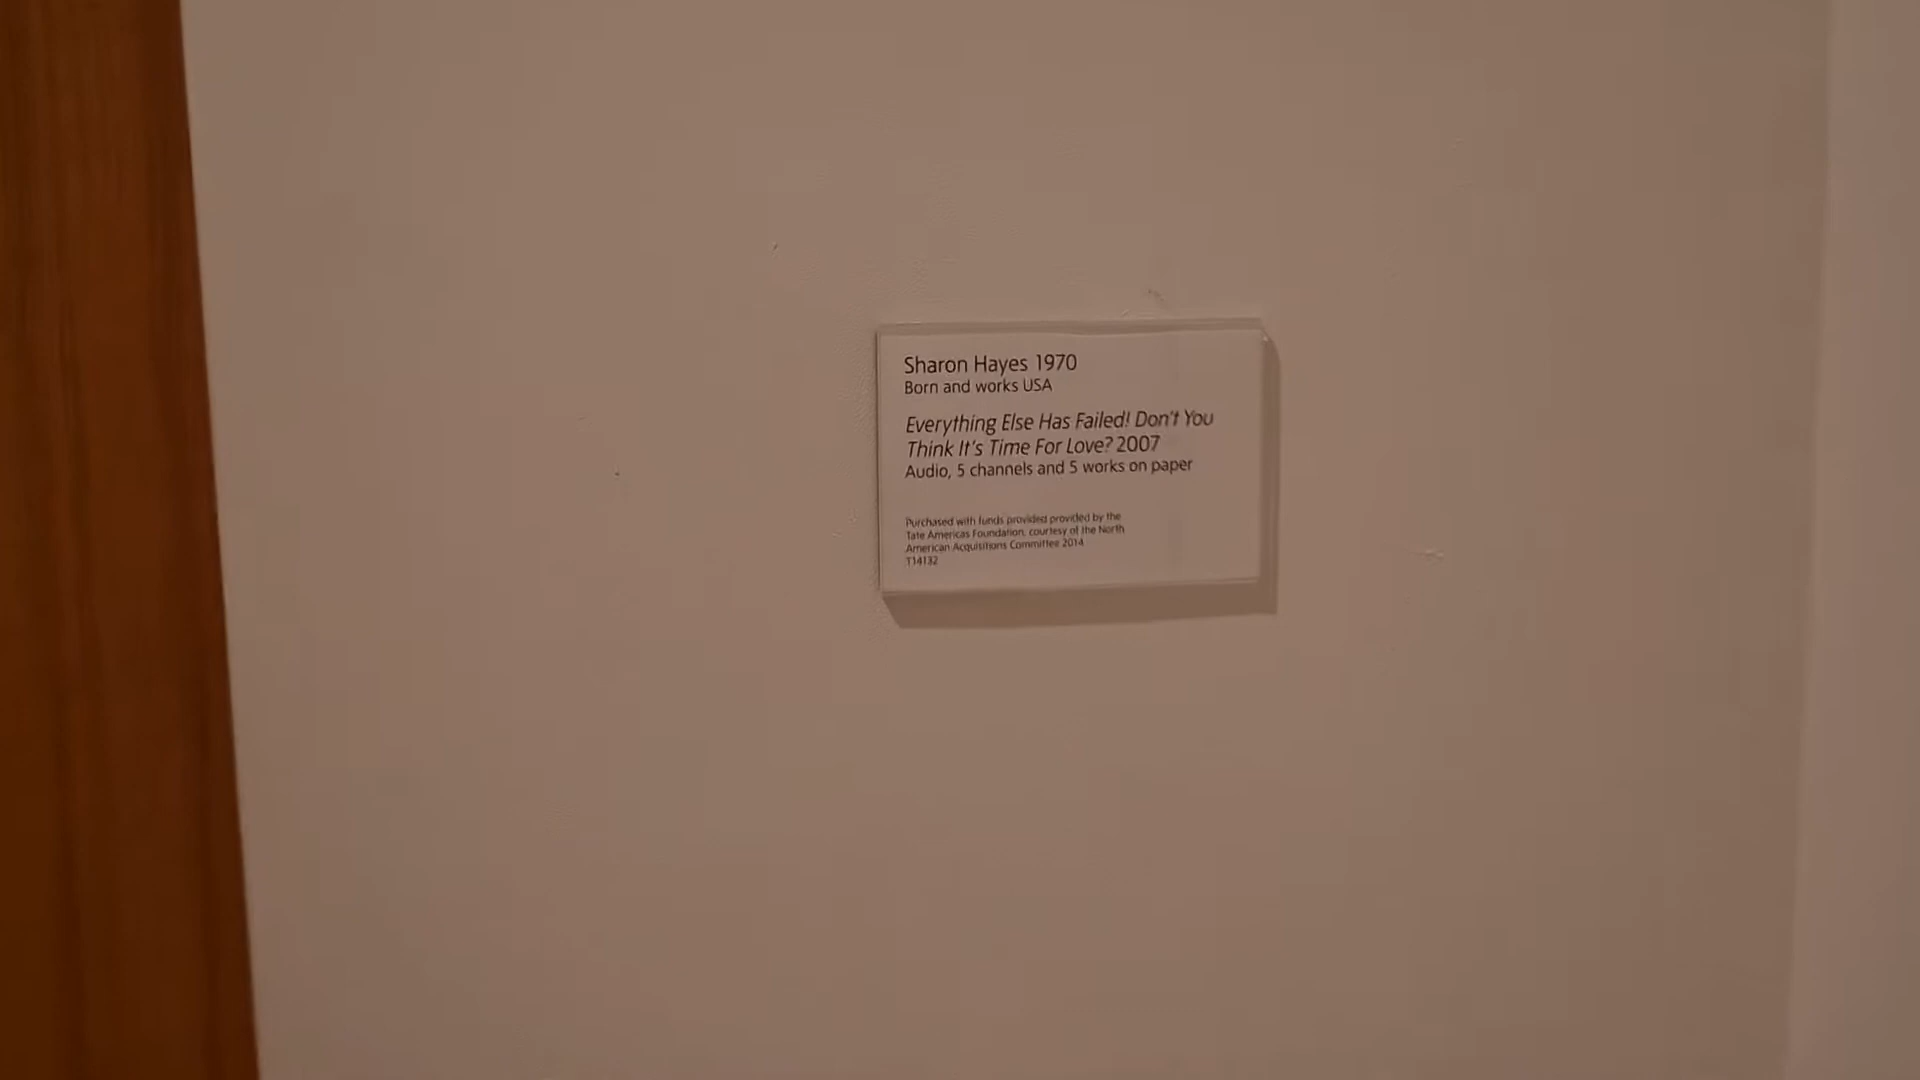 Sharon Hayes 1970
Born and works USA
Everything Else Has Failed! Don't You
Think It's Time For Love? 2007
Audio, 5 channels and 5 works on paper
Purchased with funds provided provided by the
Tate Americas Foundation, courtesy of the North
American Acquisitions Committee 2014
T14132